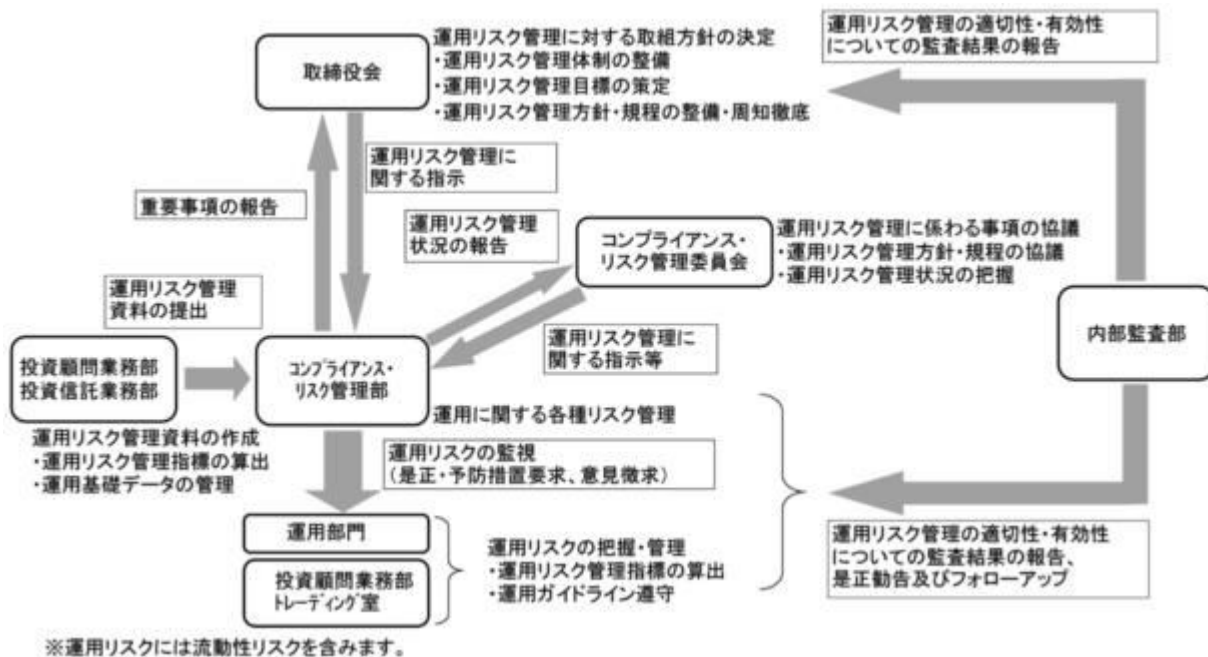 運用リスク管理に対する取組方針の決定
・運用リスク管理体制の整備
・運用リスク管理目標の策定
・運用リスク管理方針・規程の整備・周知徹底
取締役会
運用リスク管理の適切性・有効性
についての監査結果の報告
運用リスク管理に
関する指示
重要事項の報告
運用リスク管理
状況の報告
コンプライアンス・
リスク管理委員会
運用リスク管理に係わる事項の協議
・運用リスク管理方針・規程の協議
・運用リスク管理状況の把握
運用リスク管理
資料の提出
運用リスク管理に
関する指示等
内部監査部
投資顧問業務部
投資信託業務部
コンプライアンス・
リスク管理部
運用に関する各種リスク管理
運用リスク管理資料の作成
・運用リスク管理指標の算出
・運用基礎データの管理
運用リスクの監視
（是正・予防措置要求、意見徴求）
運用部門
投資顧問業務部
トレーディング室
運用リスクの把握・管理
・運用リスク管理指標の算出
・運用ガイドライン遵守
運用リスク管理の適切性・有効性
についての監査結果の報告、
是正勧告及びフォローアップ
※運用リスクには流動性リスクを含みます。